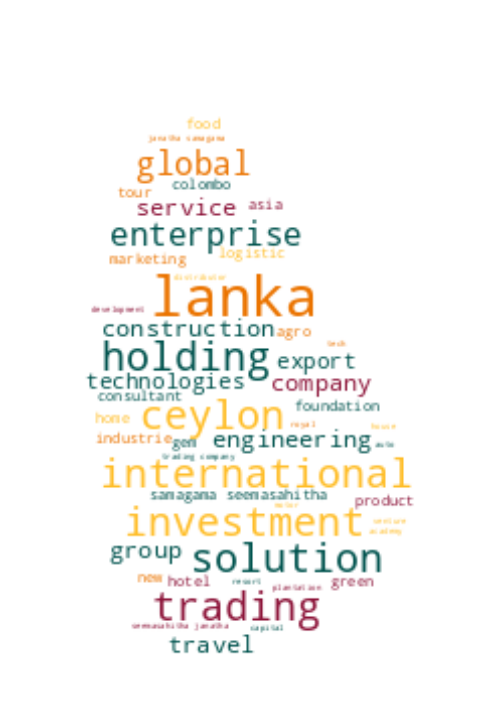 food
janatha samagama
global
colombo
tour
service asia
enterprise
logistic
marketing
distributor
lanka
development
construction agro
tech
holding export
technologies company
consultant
foundation
home ceylon royal house
industrie gem engineering auto
trading company
international
samagama seemasahitha
product
motor
investment venture
academy
group solution
new hotel resort green
plantation
trading
seemasahitha janatha capital
travel